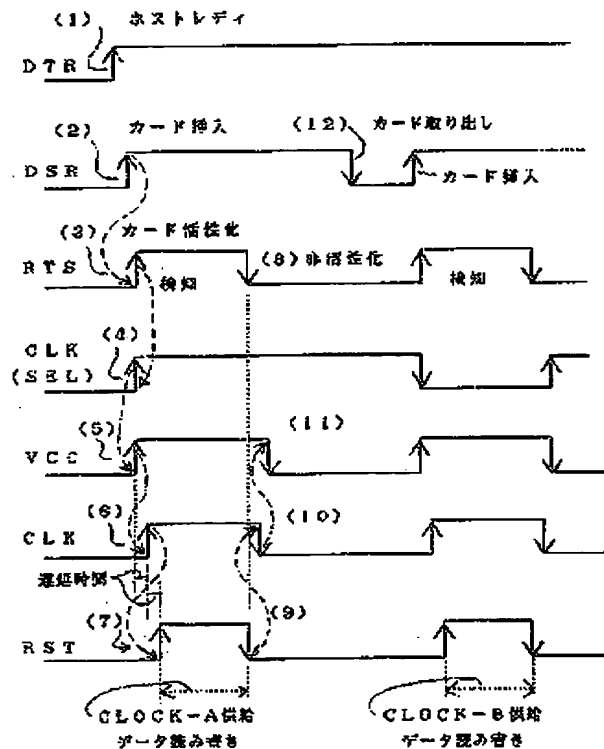 (1) ホストレディ
DTR
(2) カード挿入 (12) カード取り出し
DSR カード挿入
(3) カード活性化
RTS 検知 (8)非活性化 検知
(4)
CLK
(SEL)
(5) (11)
VCC
(6) (10)
CLK
遅延時間
(7) (9)
RST
CLOCK-A供給 CLOCK-B供給
データ読み書き データ読み書き